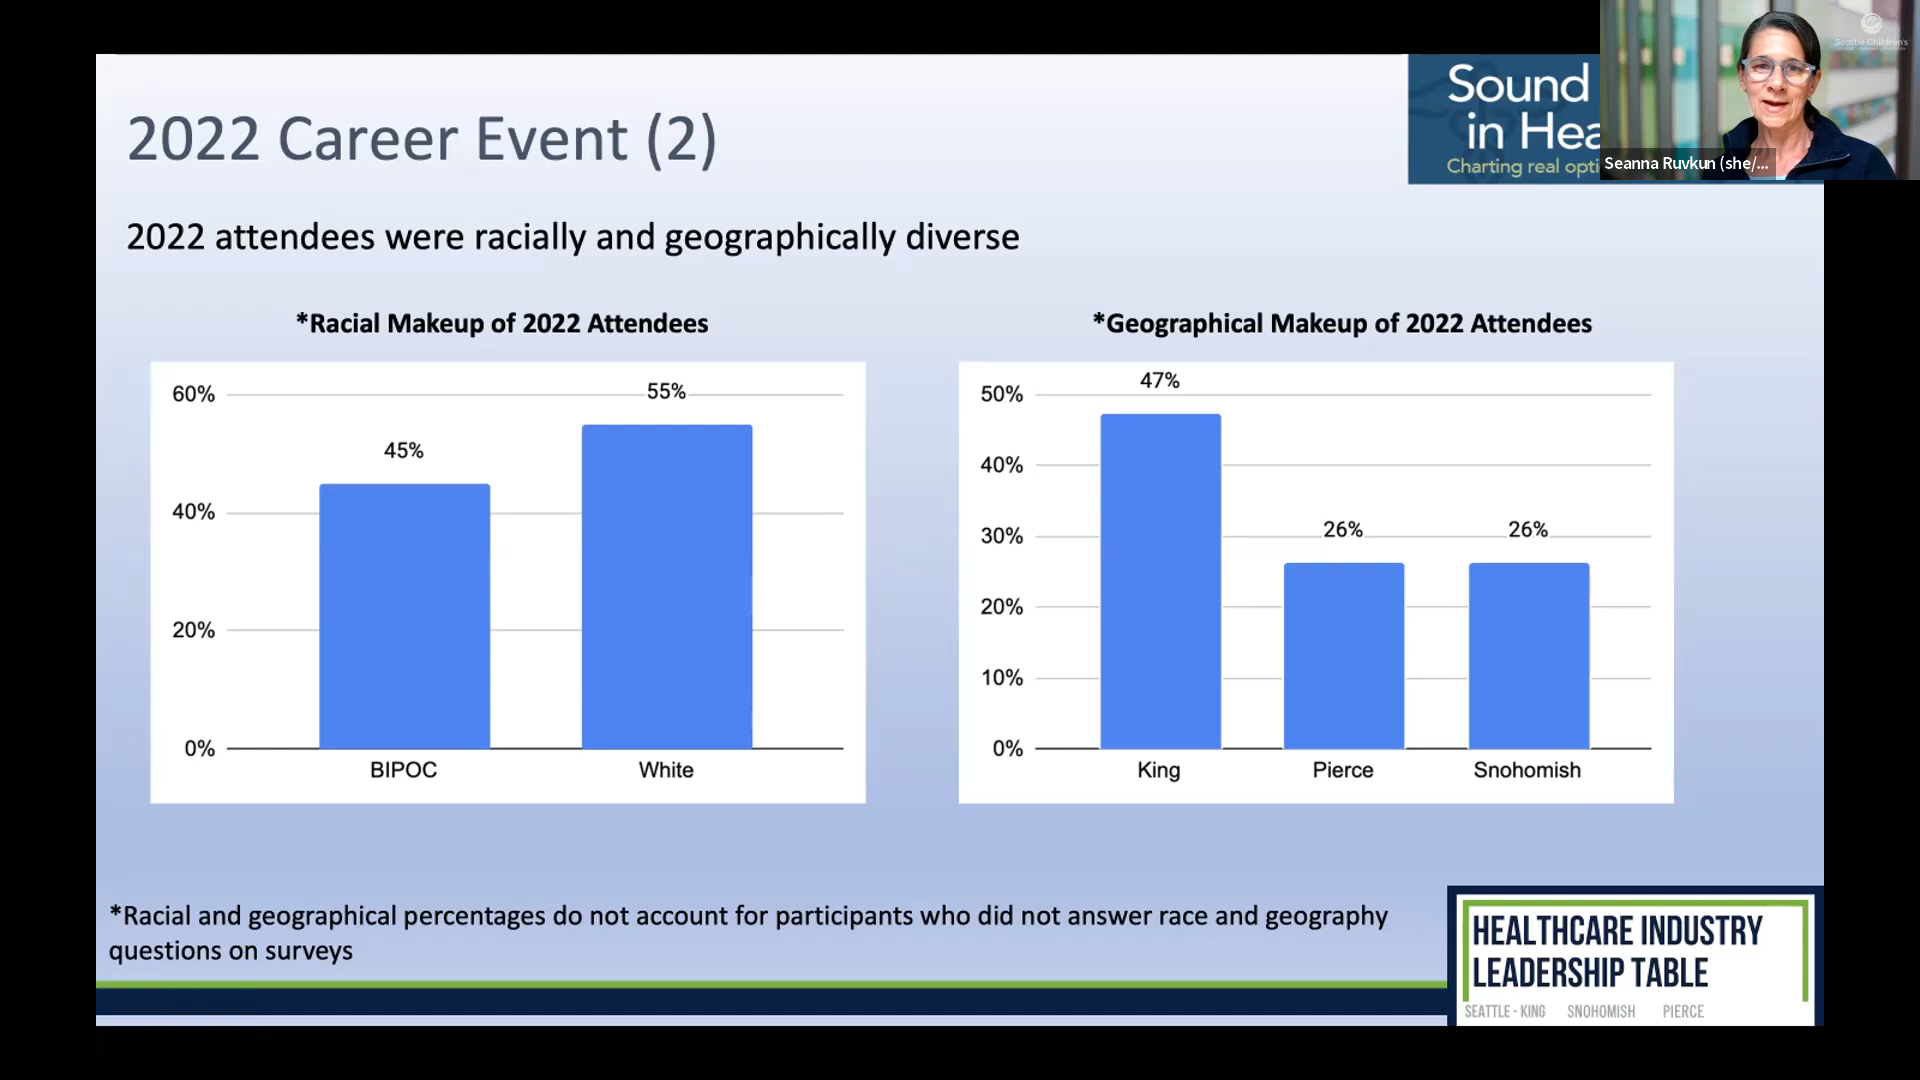 2022 Career Event (2)
Sound
in Hea
Charting real opti
Seattle Children's
Seanna Ruvkun (she/...
2022 attendees were racially and geographically diverse
*Racial Makeup of 2022 Attendees
60%
40%
20%
0%
45%
55%
BIPOC
White
*Geographical Makeup of 2022 Attendees
50%
40%
30%
20%
10%
0%
47%
26%
26%
King
Pierce
Snohomish
*Racial and geographical percentages do not account for participants who did not answer race and geography
questions on surveys
HEALTHCARE INDUSTRY
LEADERSHIP TABLE
SEATTLE - KING SNOHOMISH PIERCE